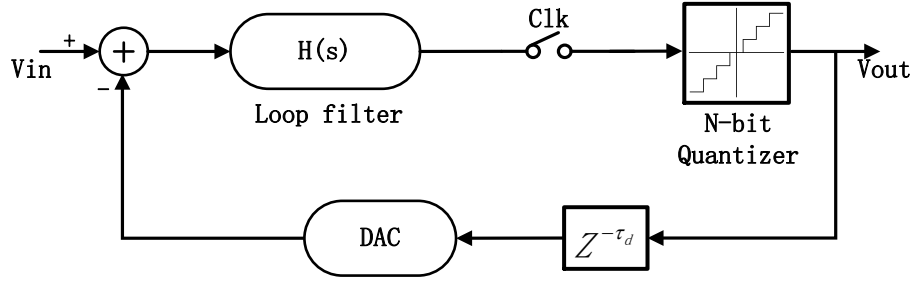 Clk
+
+
H(s)
Vin
-
Vout
Loop filter
N-bit
Quantizer
DAC
Z^{-τ_d}